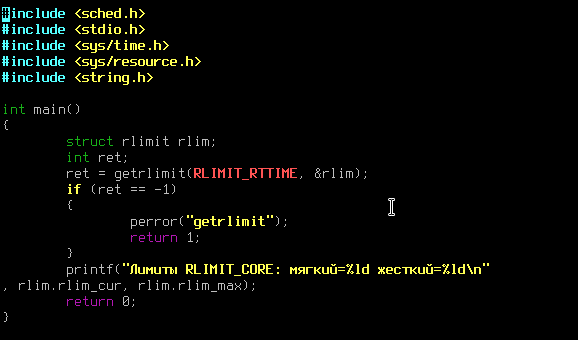 #include <sched.h>
#include <stdio.h>
#include <sys/time.h>
#include <sys/resource.h>
#include <string.h>

int main()
{
        struct rlimit rlim;
        int ret;
        ret = getrlimit(RLIMIT_RTTIME, &rlim);
        if (ret == -1)
        {
                perror("getrlimit");
                return 1;
        }
        printf("Лимиты RLIMIT_CORE: мягкий=%ld жесткий=%ld\n"
, rlim.rlim_cur, rlim.rlim_max);
        return 0;
}